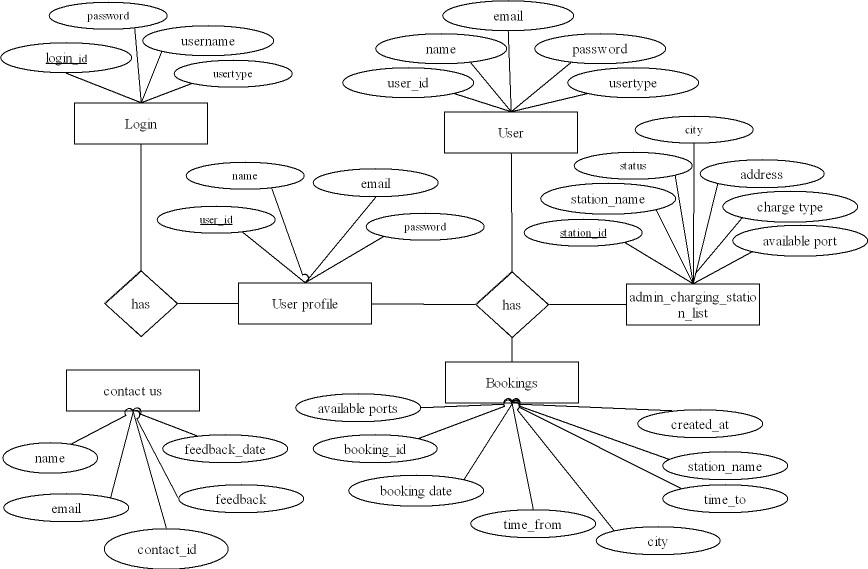 password
email
username
name
password
login_id
usertype
user_id
usertype
Login
User
city
status
address
name
email
station_name
charge type
user_id
password
station_id
available port
has
User profile
has
admin_charging_statio
n_list
contact us
Bookings
available ports
created_at
name
feedback_date
booking_id
station_name
email
feedback
booking date
time_to
time_from
contact_id
city